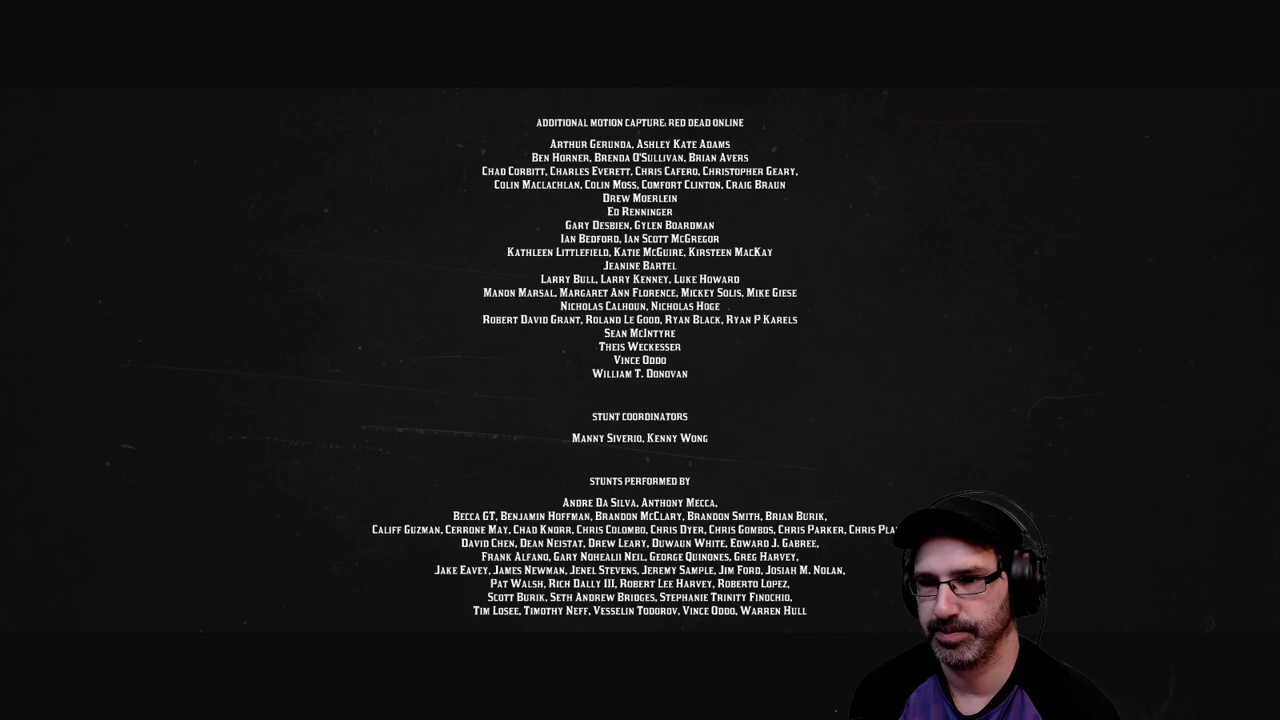 ADDITIONAL MOTION CAPTURE: RED DEAD ONLINE
ARTHUR GERUNDA, ASHLEY KATE ADAMS
BEN HORNER, BRENDA O'SULLIVAN, BRIAN AVERS
CHAD CORBITT, CHARLES EVERETT, CHRIS CAFERO, CHRISTOPHER GEARY,
COLIN MACLACHLAN, COLIN MOSS, COMFORT CLINTON, CRAIG BRAUN
DREW MOERLEIN
ED RENNINGER
GARY DESBIEN, GYLEN BOARDMAN
IAN BEDFORD, IAN SCOTT MCGREGOR
KATHLEEN LITTLEFIELD, KATIE MCGUIRE, KIRSTEEN MACKAY
JEANINE BARTEL
LARRY BULL, LARRY KENNEY, LUKE HOWARD
MANON MARSAL, MARGARET ANN FLORENCE, MICKEY SOLIS, MIKE GIESE
NICHOLAS CALHOUN, NICHOLAS HOGE
ROBERT DAVID GRANT, ROLAND LE GOOD, RYAN BLACK, RYAN P KARELS
SEAN MCINTYRE
THEIS WECKESSER
VINCE ODDO
WILLIAM T. DONOVAN
STUNT COORDINATORS
MANNY SIVERIO, KENNY WONG
STUNTS PERFORMED BY
ANDRE DA SILVA, ANTHONY MECCA,
BECCA GT, BENJAMIN HOFFMAN, BRANDON MCCLARY, BRANDON SMITH, BRIAN BURIK,
CALIFF GUZMAN, CERRONE MAY, CHAD KNORR, CHRIS COLOMBO, CHRIS DYER, CHRIS GOMBOS, CHRIS PARKER, CHRIS
DAVID CHEN, DEAN NEISTAT, DREW LEARY, DUWAUN WHITE, EDWARD J. GABREE,
FRANK ALFANO, GARY NOHEALII NEIL, GEORGE QUINONES, GREG HARVEY,
JAKE EAVEY, JAMES NEWMAN, JENEL STEVENS, JEREMY SAMPLE, JIM FORD, JOSIAH M. NOLAN,
PAT WALSH, RICH DALLY III, ROBERT LEE HARVEY, ROBERTO LOPEZ,
SCOTT BURIK, SETH ANDREW BRIDGES, STEPHANIE TRINITY FINOCHIO,
TIM LOSEE, TIMOTHY NEFF, VESSELIN TODOROV, VINCE ODDO, WARREN HULL